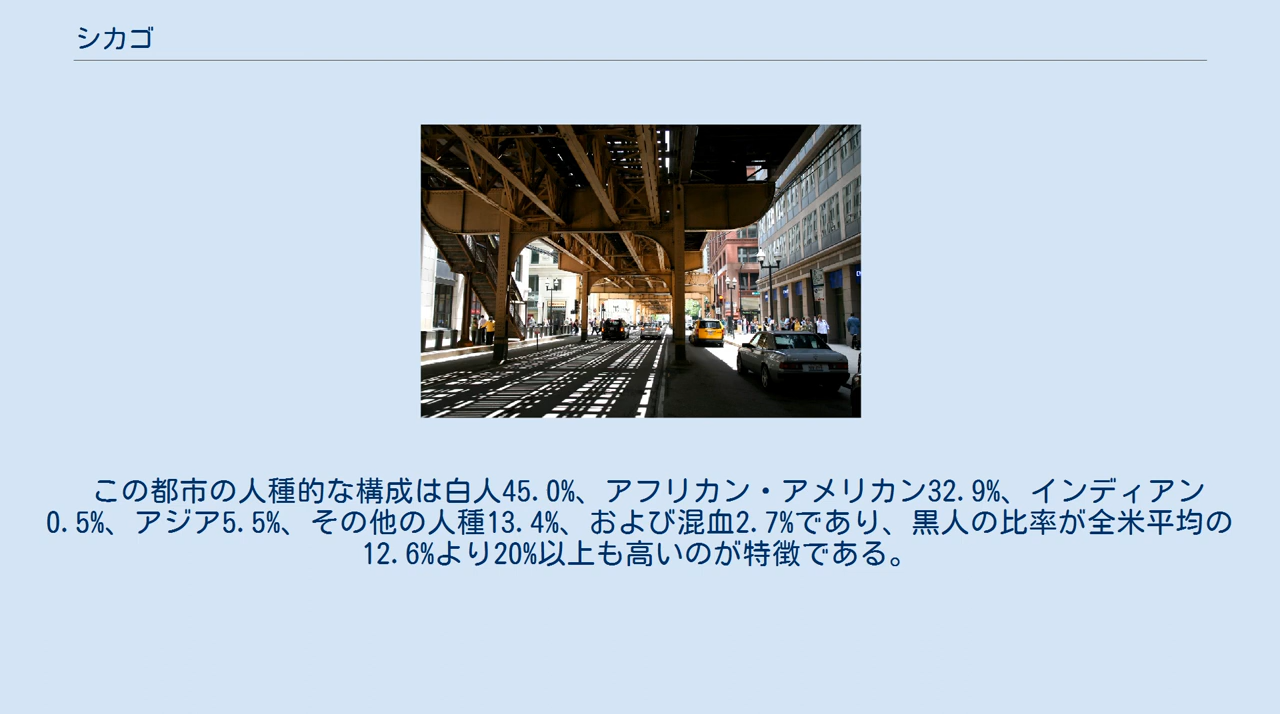 シカゴ
この都市の人種的な構成は白人45.0%、アフリカン・アメリカン32.9%、インディアン
0.5%、アジア5.5%、その他の人種13.4%、および混血2.7%であり、黒人の比率が全米平均の
12.6%より20%以上も高いのが特徴である。